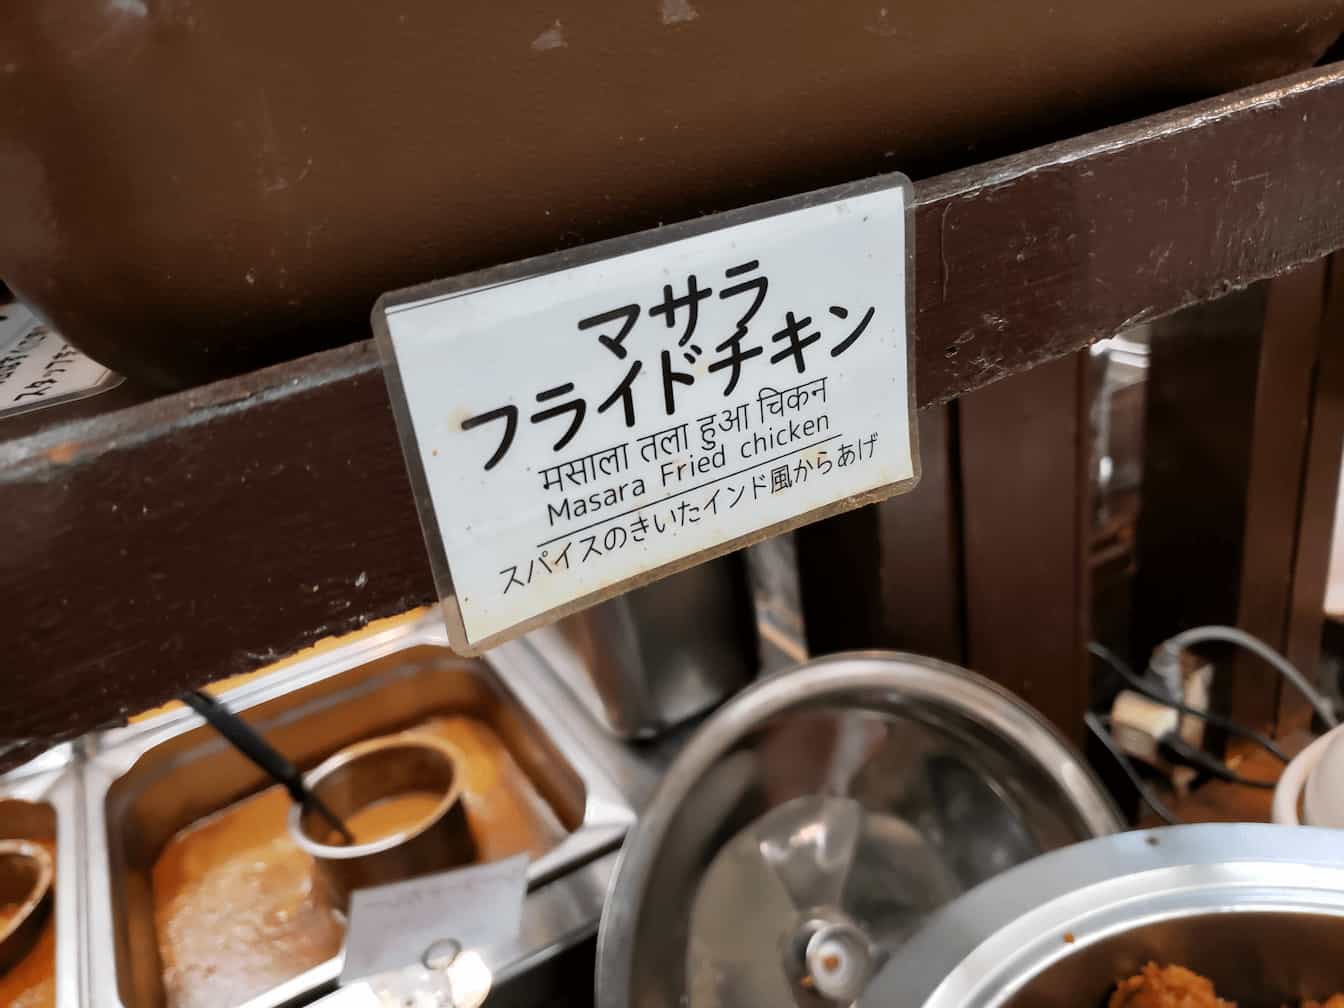 マサラ
フライドチキン
मसाला तला हुआ चिकन
Masara Fried chicken
スパイスのきいたインド風からあげ